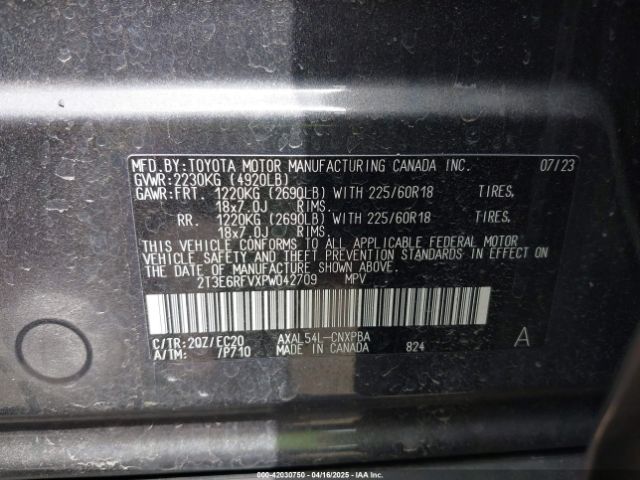 MFD.BY:TOYOTA MOTOR MANUFACTURING CANADA INC. 07/23
GVWR:2230KG (4920LB)
GAWR:FRT. 1220KG (2690LB) WITH 225/60R18 TIRES.
18x7.0J RIMS.
RR. 1220KG (2690LB) WITH 225/60R18 TIRES.
18x7.0J RIMS.
THIS VEHICLE CONFORMS TO ALL APPLICABLE FEDERAL MOTOR
VEHICLE SAFETY AND THEFT PREVENTION STANDARDS IN EFFECT ON
THE DATE OF MANUFACTURE SHOWN ABOVE.
2T3E6RFVXPW042709 MPV
C/TR:20Z/EC20 AXAL54L-CNXPBA A
A/TM: 7P710 MADE IN CANADA 824
000-42030750 - 04/16/2025 - IAA, Inc.